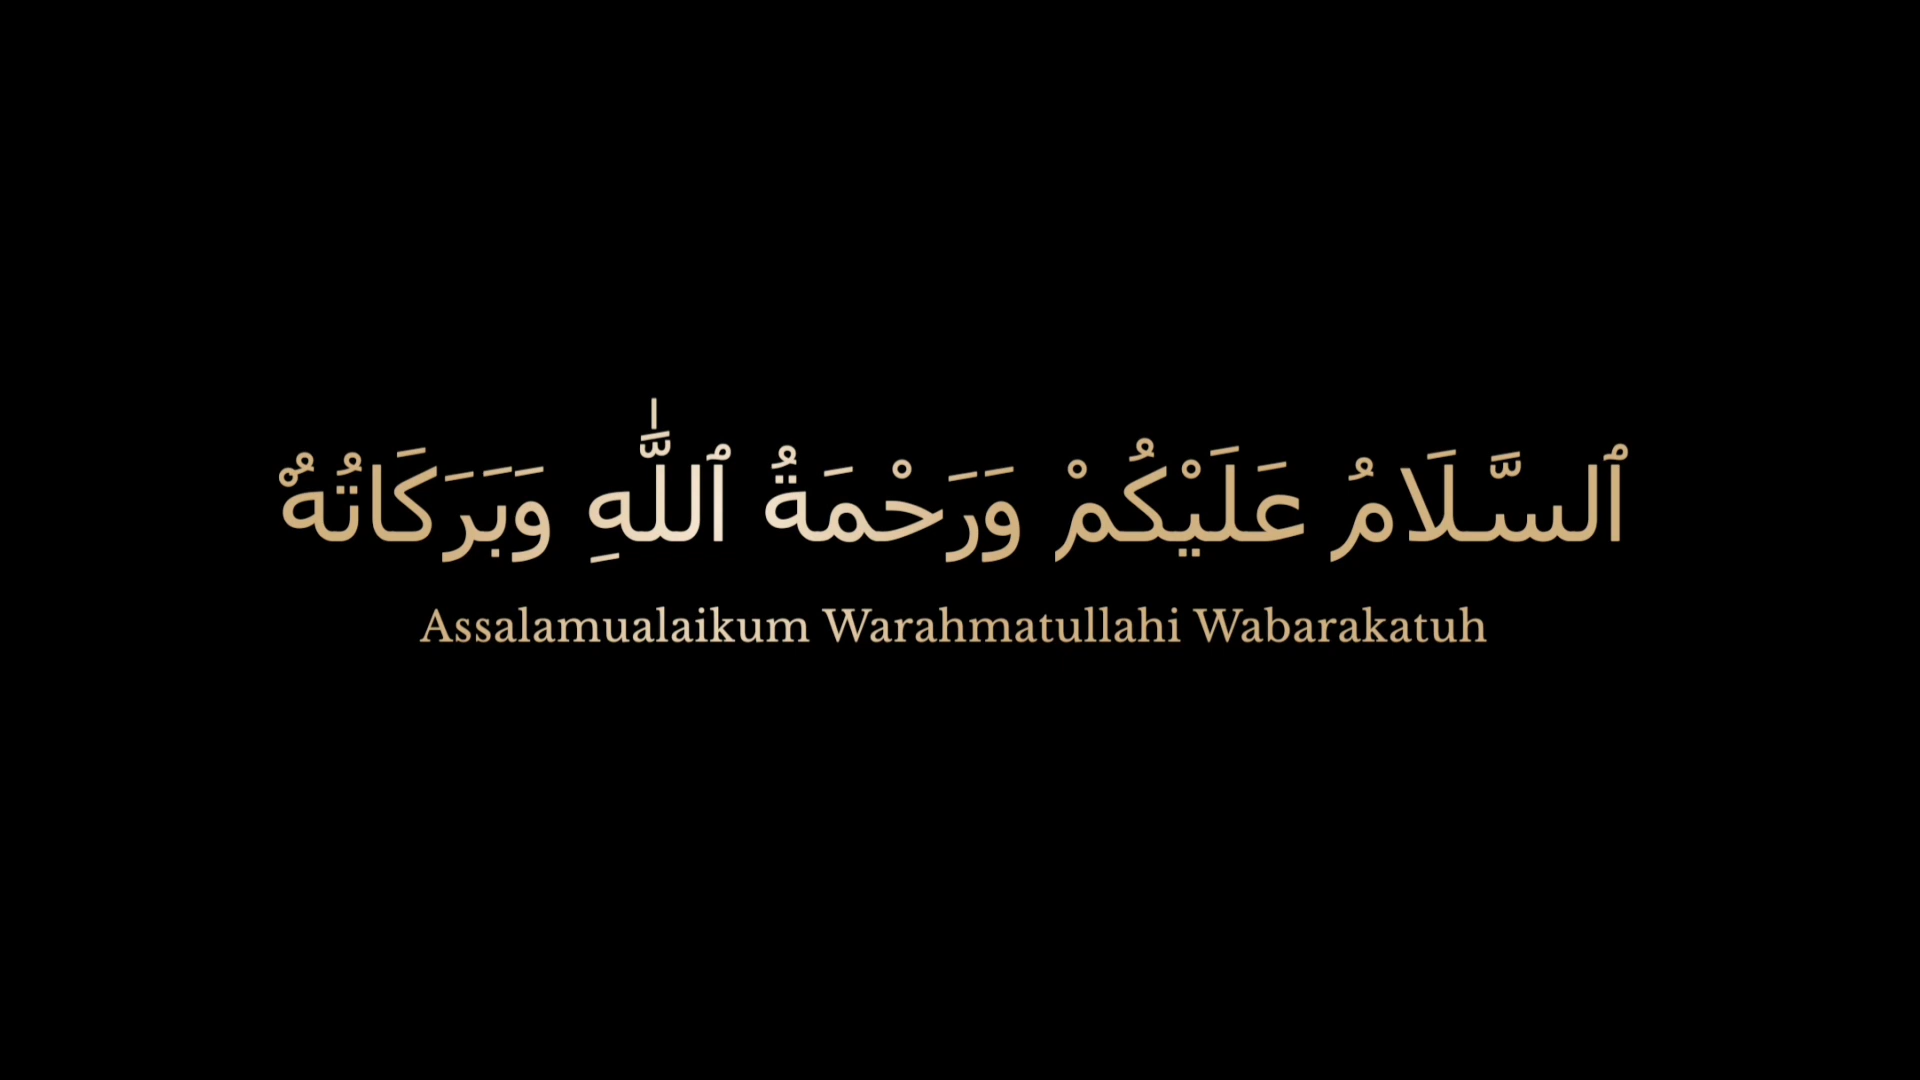 ٱلسَّلَامُ عَلَيْكُمْ وَرَحْمَةُ ٱللَّٰهِ وَبَرَكَاتُهٌ
Assalamualaikum Warahmatullahi Wabarakatuh